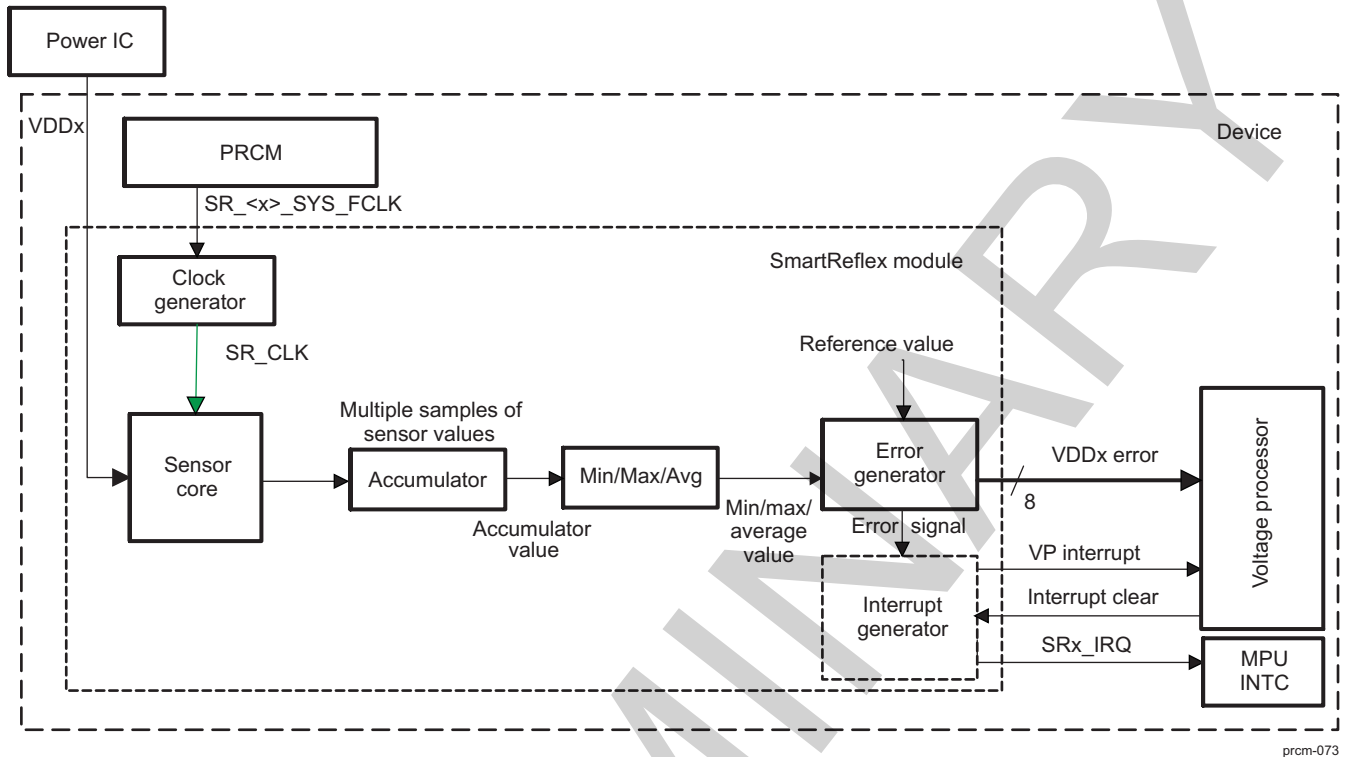 Power IC
VDDx
Device
PRCM
SR_<x>_SYS_FCLK
SmartReflex module
Clock
generator
Reference value
SR_CLK
Multiple samples of
sensor values
Sensor
core
Accumulator
Min/Max/Avg
Error
generator
VDDx error
8
Accumulator
value
Min/max/
average
value
Error signal
VP interrupt
Voltage processor
Interrupt
generator
Interrupt clear
SRx_IRQ
MPU
INTC
prcm-073
MINARY